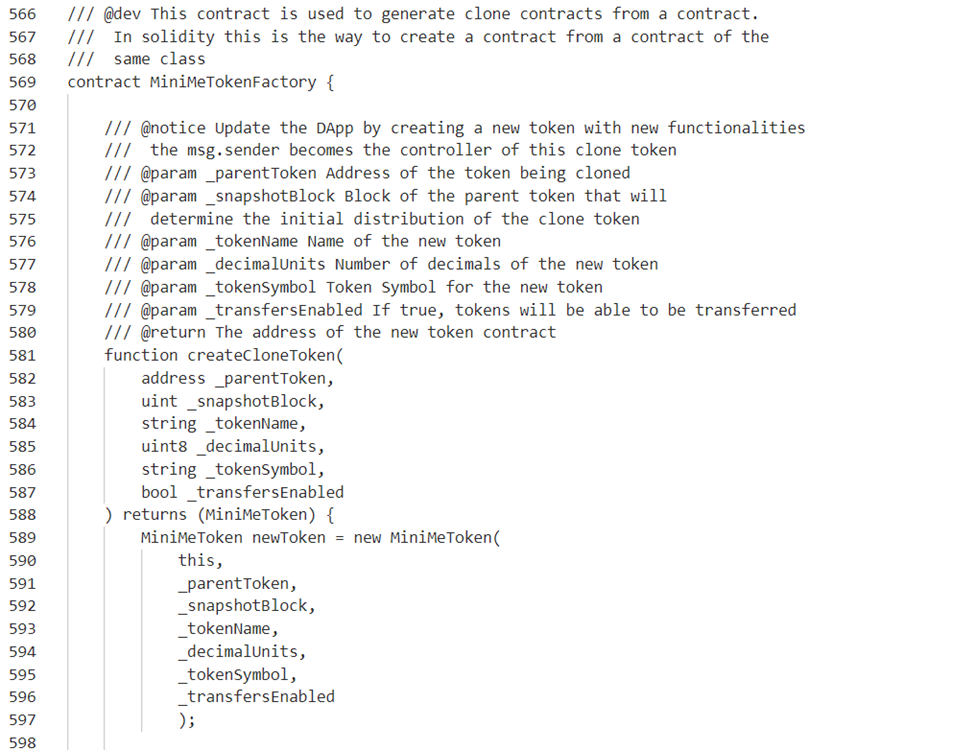 566 /// @dev This contract is used to generate clone contracts from a contract.
567 ///  In solidity this is the way to create a contract from a contract of the
568 ///  same class
569 contract MiniMeTokenFactory {
570
571     /// @notice Update the DApp by creating a new token with new functionalities
572     ///  the msg.sender becomes the controller of this clone token
573     /// @param _parentToken Address of the token being cloned
574     /// @param _snapshotBlock Block of the parent token that will
575     ///  determine the initial distribution of the clone token
576     /// @param _tokenName Name of the new token
577     /// @param _decimalUnits Number of decimals of the new token
578     /// @param _tokenSymbol Token Symbol for the new token
579     /// @param _transfersEnabled If true, tokens will be able to be transferred
580     /// @return The address of the new token contract
581     function createCloneToken(
582         address _parentToken,
583         uint _snapshotBlock,
584         string _tokenName,
585         uint8 _decimalUnits,
586         string _tokenSymbol,
587         bool _transfersEnabled
588     ) returns (MiniMeToken) {
589         MiniMeToken newToken = new MiniMeToken(
590             this,
591             _parentToken,
592             _snapshotBlock,
593             _tokenName,
594             _decimalUnits,
595             _tokenSymbol,
596             _transfersEnabled
597             );
598